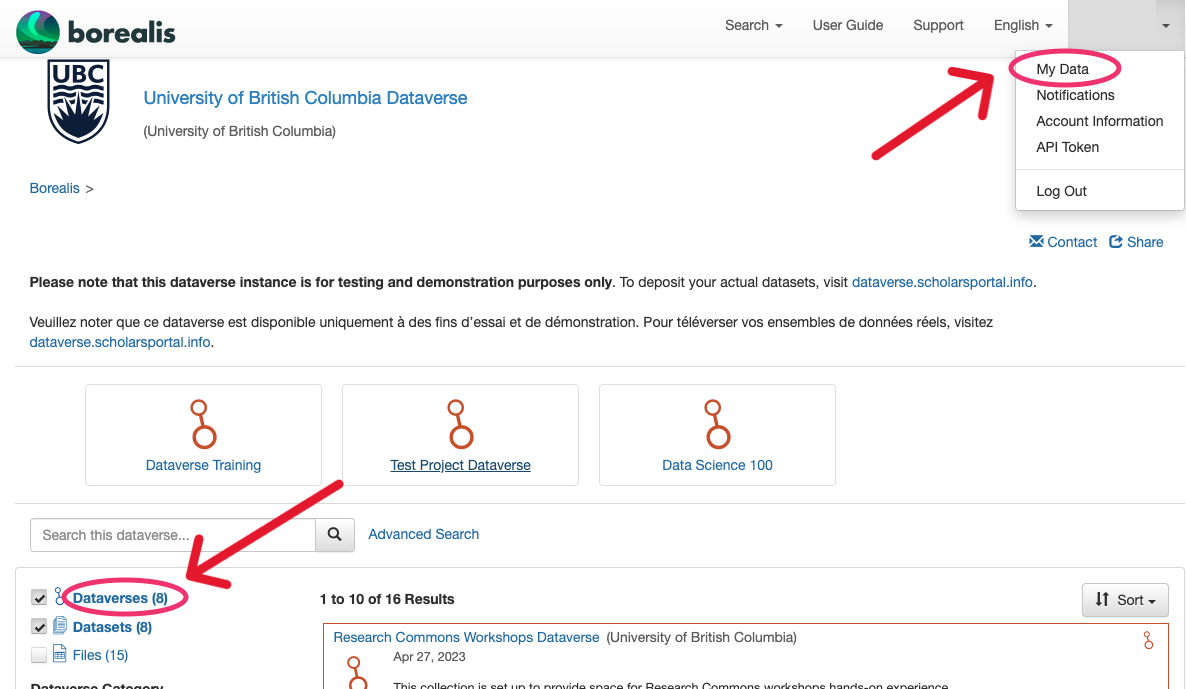 borealis
Search
User Guide
Support
English
My Data
Notifications
Account Information
API Token
Log Out
UBC
University of British Columbia Dataverse
(University of British Columbia)
Borealis >
Contact
Share
Please note that this dataverse instance is for testing and demonstration purposes only. To deposit your actual datasets, visit dataverse.scholarsportal.info.
Veuillez noter que ce dataverse est disponible uniquement à des fins d’essai et de démonstration. Pour téléverser vos ensembles de données réels, visitez
dataverse.scholarsportal.info.
Dataverse Training
Test Project Dataverse
Data Science 100
Search this dataverse...
Advanced Search
Dataverses (8)
Datasets (8)
Files (15)
Dataverse Category
1 to 10 of 16 Results
Sort
Research Commons Workshops Dataverse (University of British Columbia)
Apr 27, 2023
This collection is set up to provide space for Research Commons workshops hands-on experience.